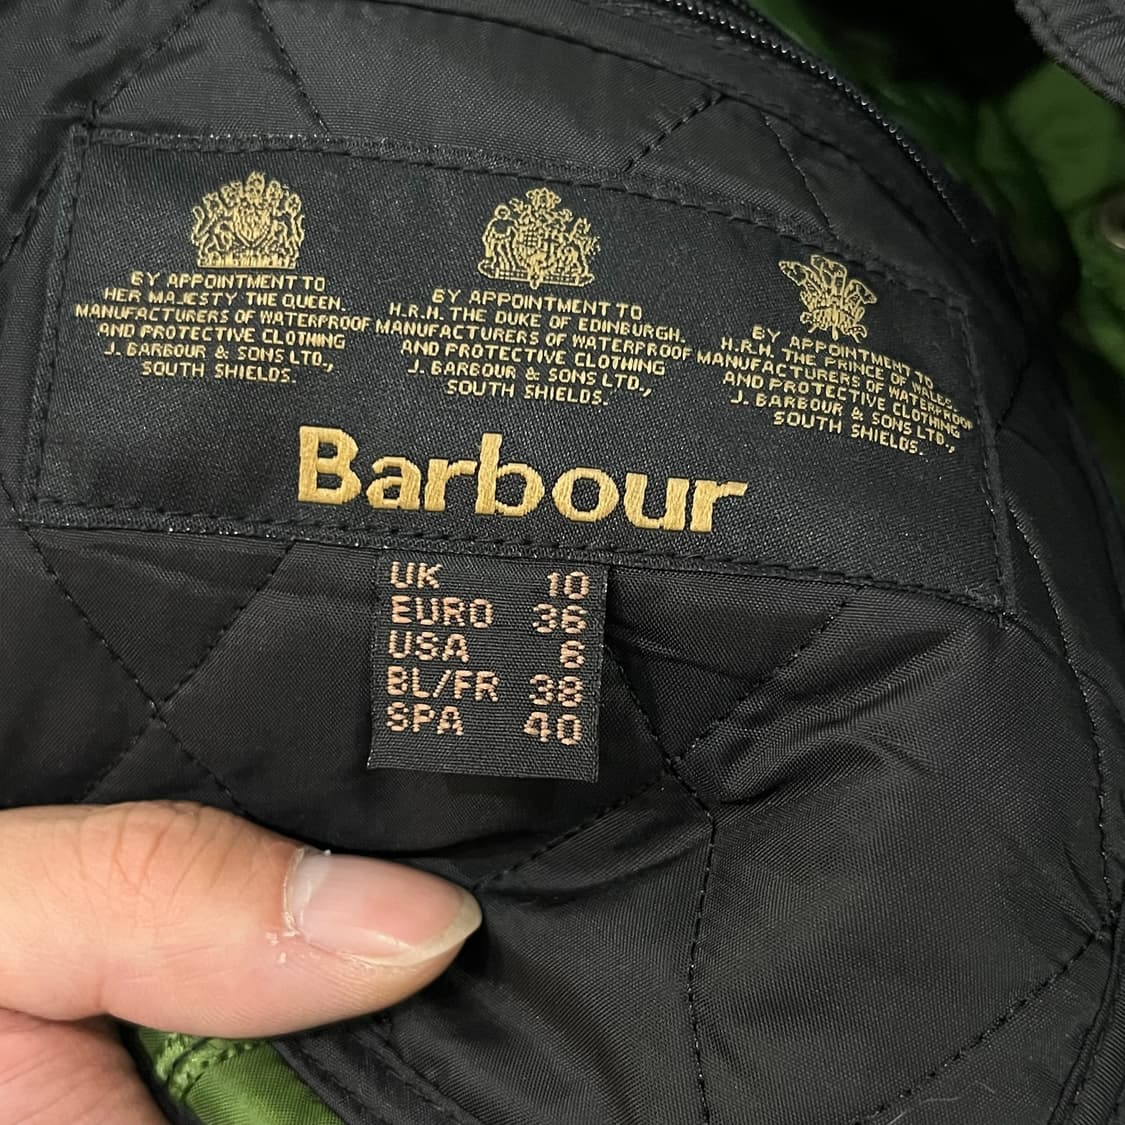 BY APPOINTMENT TO
HER MAJESTY THE QUEEN.
MANUFACTURERS OF WATERPROOF
AND PROTECTIVE CLOTHING
J. BARBOUR & SONS LTD.,
SOUTH SHIELDS.
BY APPOINTMENT TO
H.R.H. THE DUKE OF EDINBURGH.
MANUFACTURERS OF WATERPROOF
AND PROTECTIVE CLOTHING
J. BARBOUR & SONS LTD.,
SOUTH SHIELDS.
BY APPOINTMENT TO
H.R.H. THE PRINCE OF WALES.
MANUFACTURERS OF WATERPROOF
AND PROTECTIVE CLOTHING
J. BARBOUR & SONS LTD.,
SOUTH SHIELDS.
Barbour
UK 10
EURO 36
USA 6
BL/FR 38
SPA 40